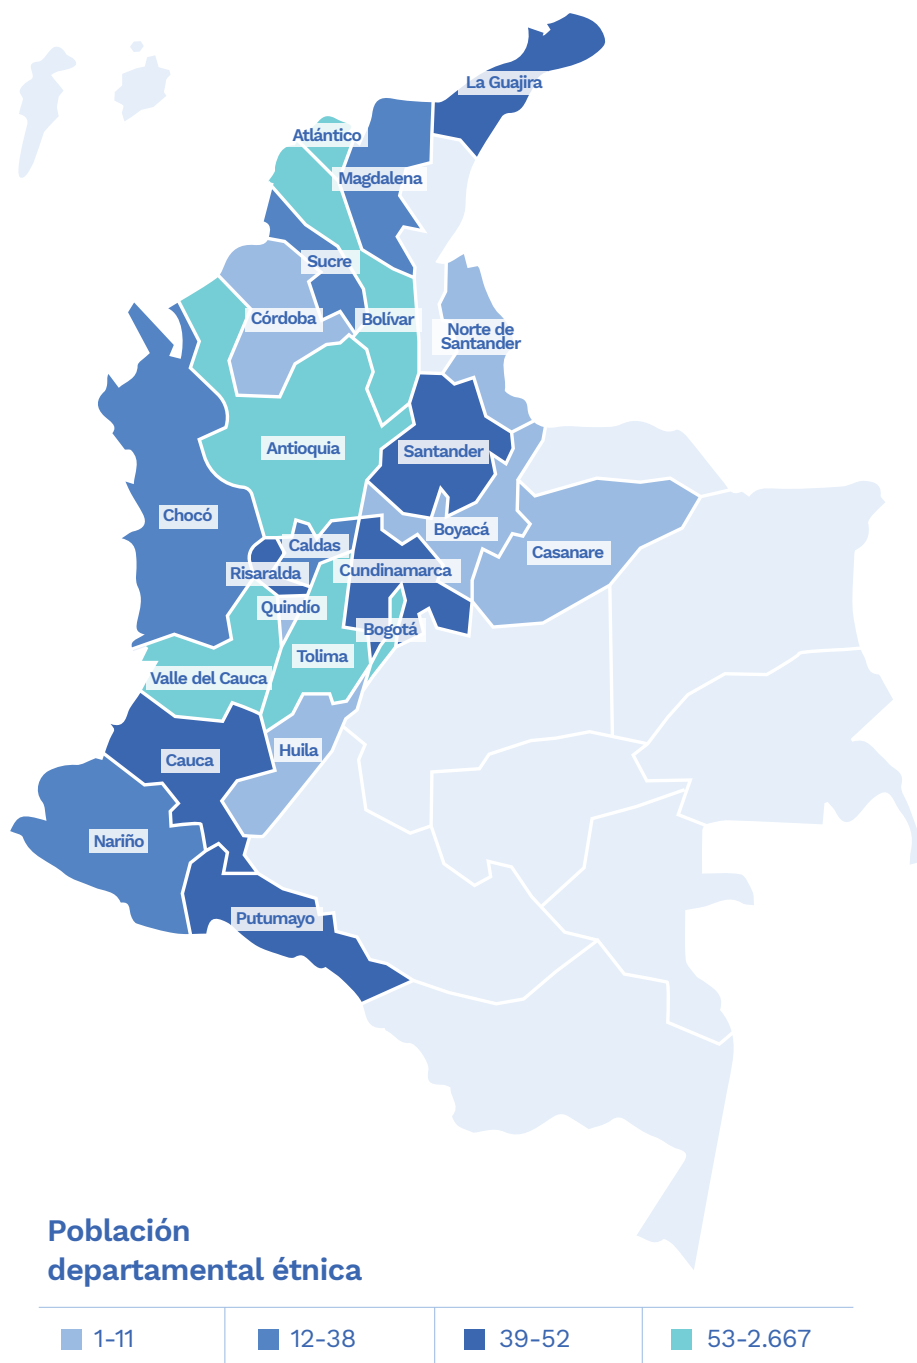 La Guajira
Atlántico
Magdalena
Sucre
Córdoba
Bolívar
Norte de
Santander
Antioquia
Santander
Chocó
Boyacá
Caldas
Casanare
Risaralda
Cundinamarca
Quindío
Bogotá
Tolima
Valle del Cauca
Huila
Cauca
Nariño
Putumayo
Población
departamental étnica
1-11
12-38
39-52
53-2.667